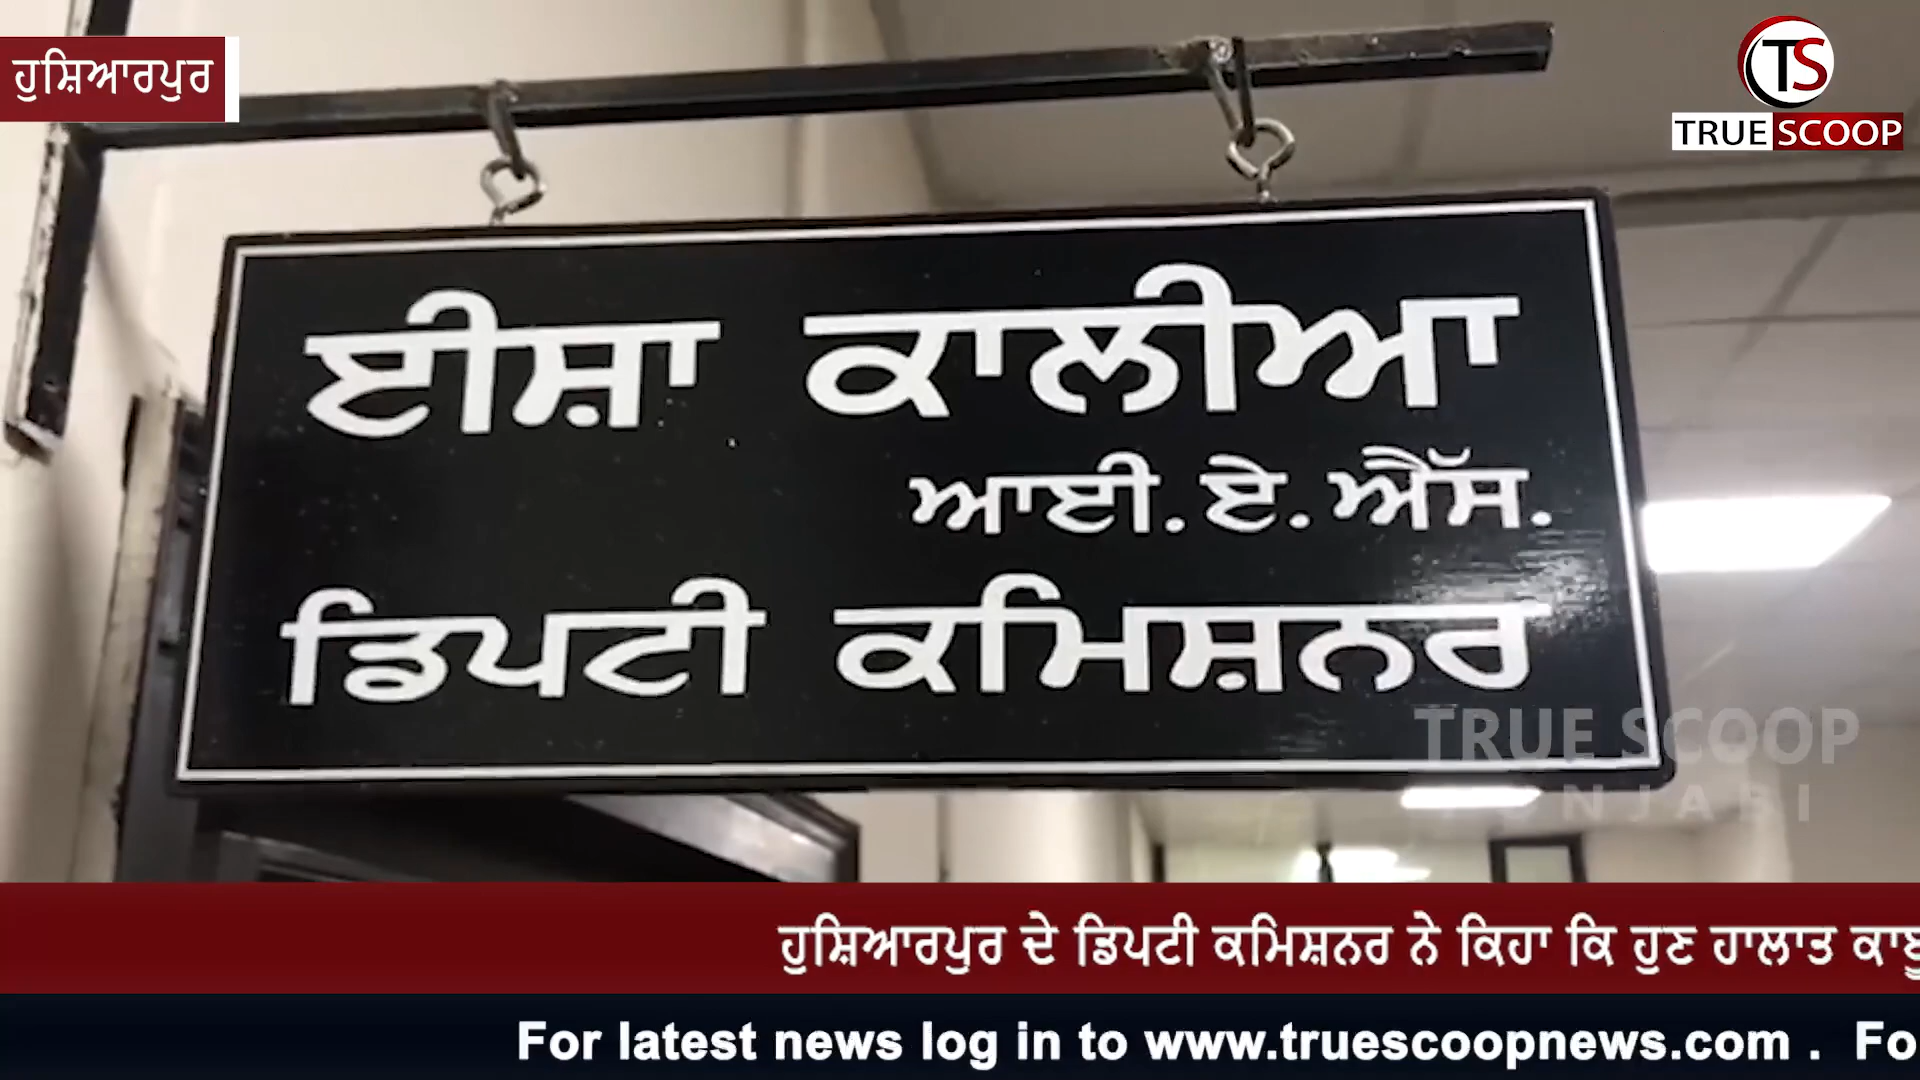 ਹੁਸ਼ਿਆਰਪੁਰ
TS
TRUE SCOOP
ਈਸ਼ਾ ਕਾਲੀਆ
ਆਈ.ਏ.ਐੱਸ.
ਡਿਪਟੀ ਕਮਿਸ਼ਨਰ
TRUE SCOOP
PUNJABI
ਹੁਸ਼ਿਆਰਪੁਰ ਦੇ ਡਿਪਟੀ ਕਮਿਸ਼ਨਰ ਨੇ ਕਿਹਾ ਕਿ ਹੁਣ ਹਾਲਾਤ
For latest news log in to www.truescoopnews.com . Fo